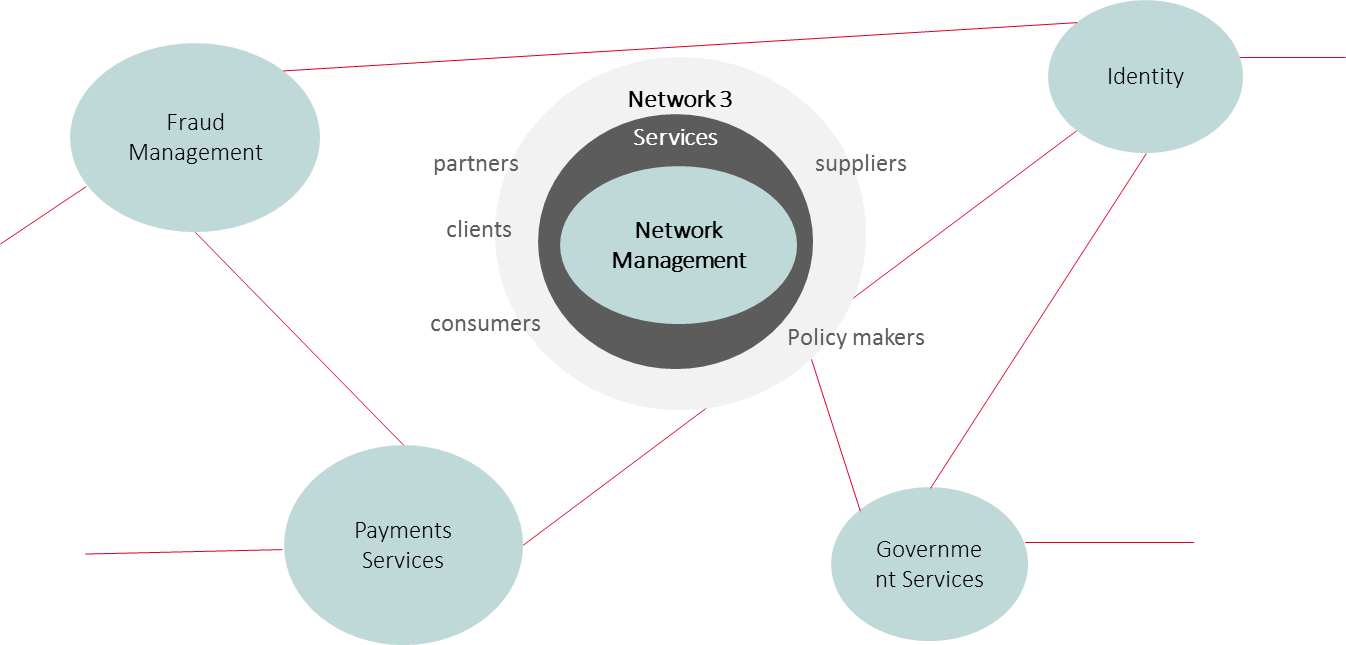 Identity
Fraud
Management
Network 3
Services
partners
suppliers
clients
Network
Management
consumers
Policy makers
Payments
Services
Governme
nt Services